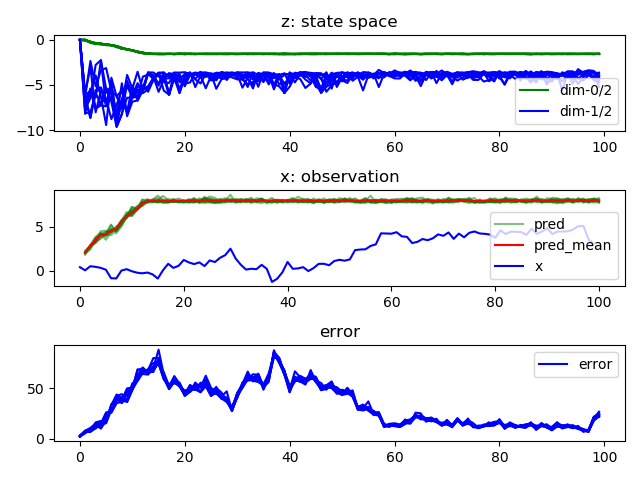 z: state space
0
−5
−10
dim-0/2
dim-1/2
0 20 40 60 80 100
x: observation
5
0
pred
pred_mean
x
0 20 40 60 80 100
error
50
0
error
0 20 40 60 80 100